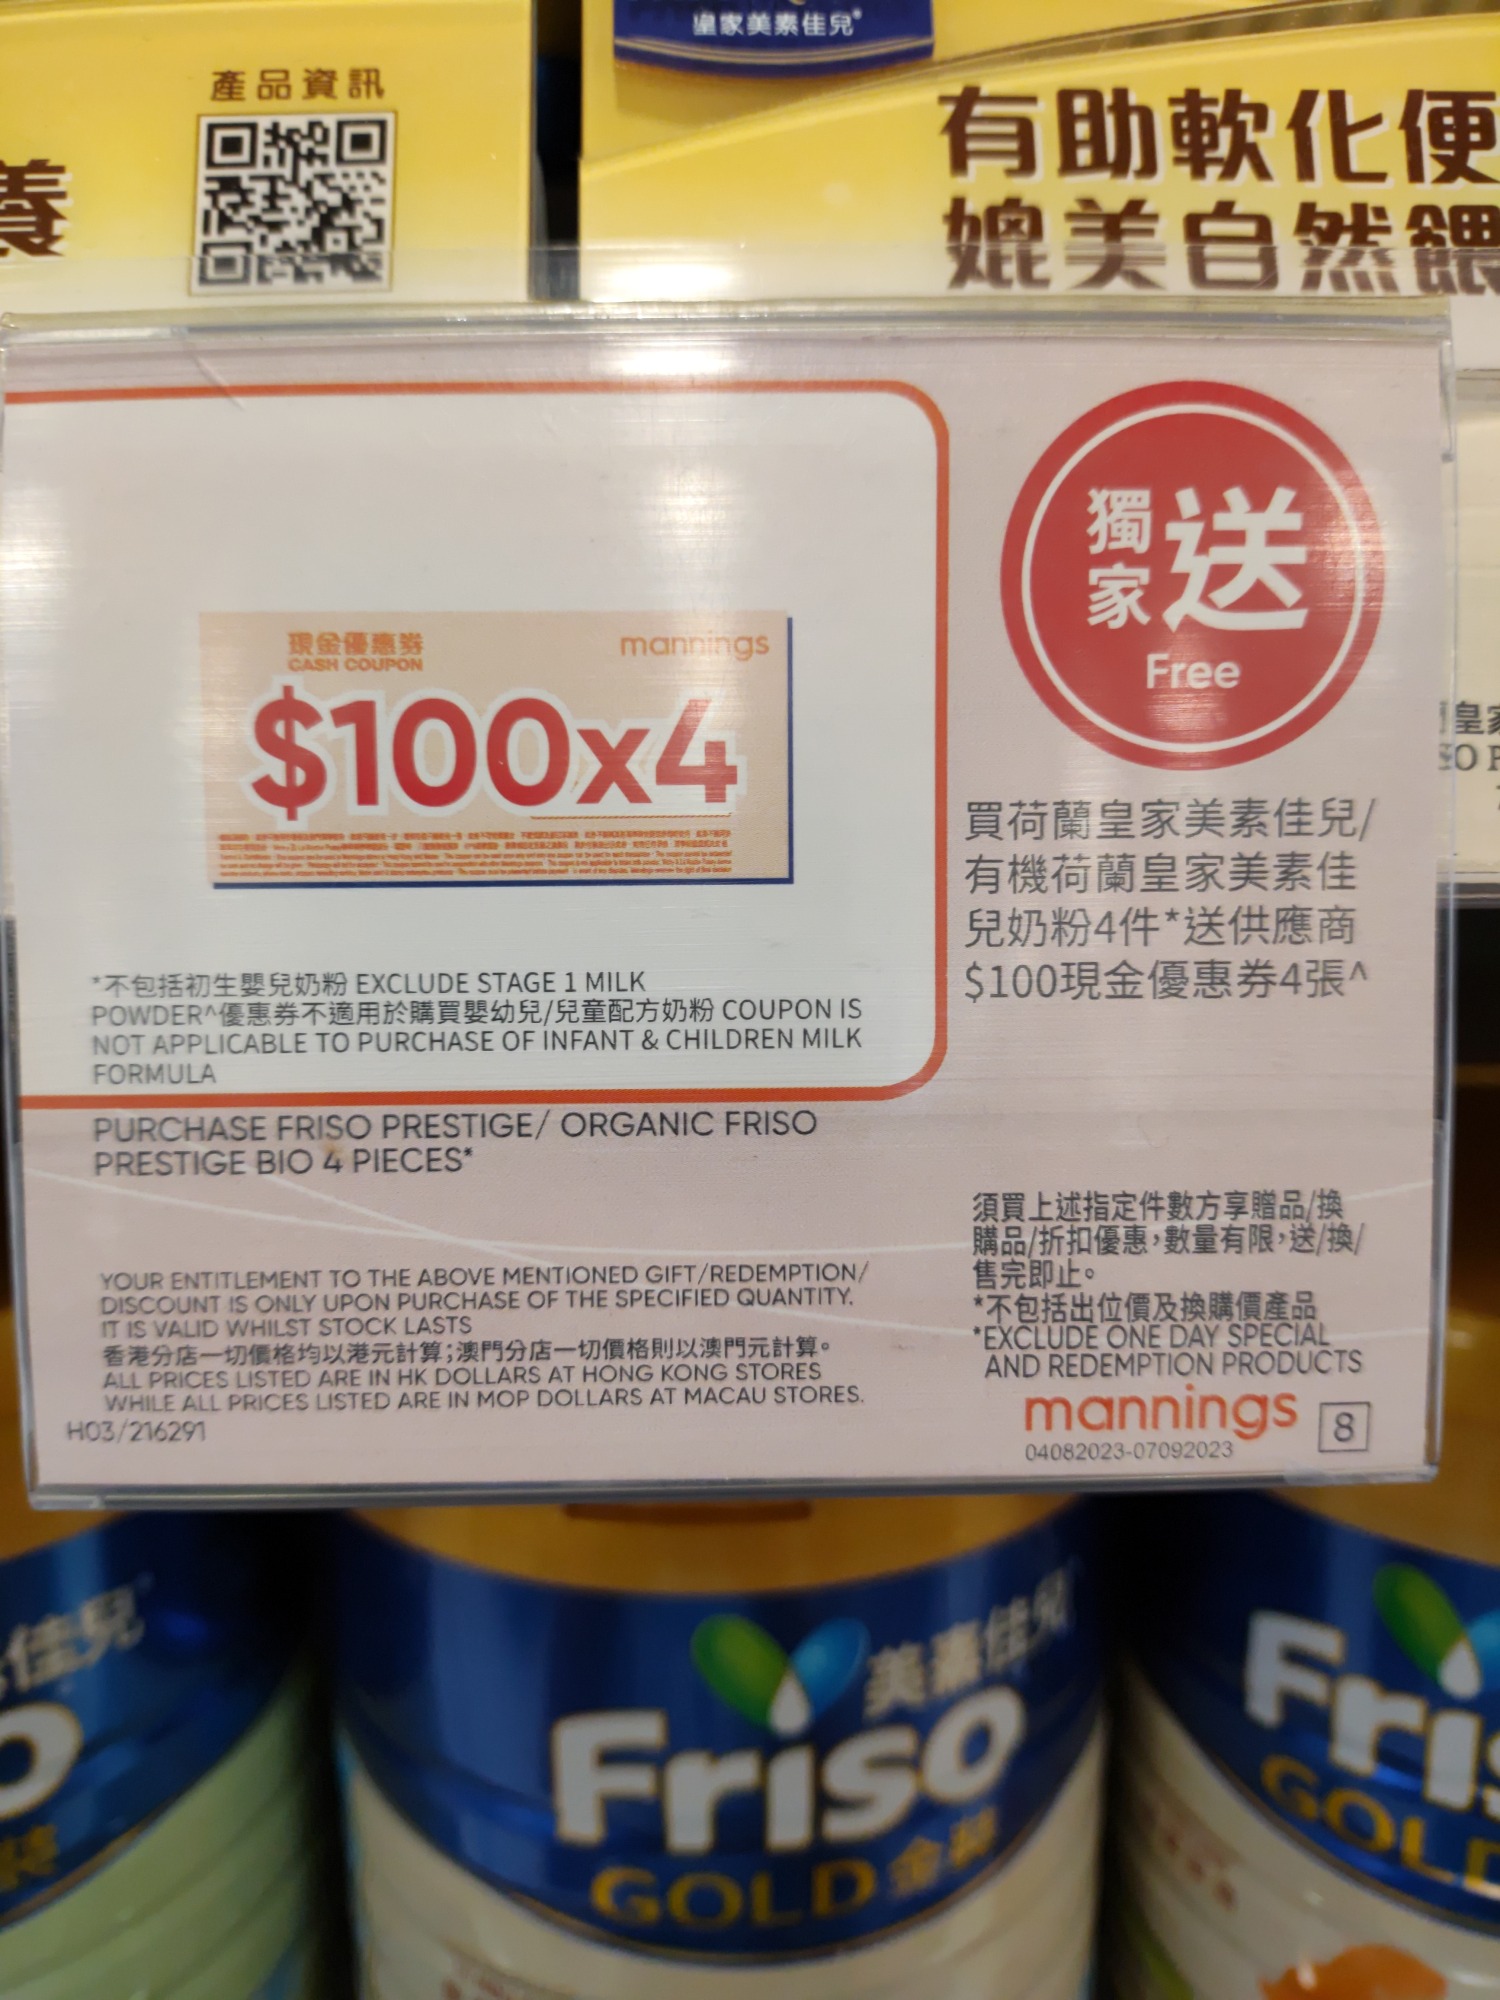 皇家美素佳兒
產品資訊
養
有助軟化便
媲美自然餵
獨家送
Free
現金優惠券
CASH COUPON
mannings
$100x4
買荷蘭皇家美素佳兒/
有機荷蘭皇家美素佳
兒奶粉4件*送供應商
$100現金優惠券4張^
*不包括初生嬰兒奶粉 EXCLUDE STAGE 1 MILK
POWDER^優惠券不適用於購買嬰幼兒/兒童配方奶粉 COUPON IS
NOT APPLICABLE TO PURCHASE OF INFANT & CHILDREN MILK
FORMULA
PURCHASE FRISO PRESTIGE/ ORGANIC FRISO
PRESTIGE BIO 4 PIECES*
YOUR ENTITLEMENT TO THE ABOVE MENTIONED GIFT/REDEMPTION/
DISCOUNT IS ONLY UPON PURCHASE OF THE SPECIFIED QUANTITY.
IT IS VALID WHILST STOCK LASTS
香港分店一切價格均以港元計算;澳門分店一切價格則以澳門元計算。
ALL PRICES LISTED ARE IN HK DOLLARS AT HONG KONG STORES
WHILE ALL PRICES LISTED ARE IN MOP DOLLARS AT MACAU STORES.
H03/216291
須買上述指定件數方享贈品/換
購品/折扣優惠,數量有限,送/換/
售完即止。
*不包括出位價及換購價產品
*EXCLUDE ONE DAY SPECIAL
AND REDEMPTION PRODUCTS
mannings 8
04082023-07092023
皇家
佳兒
美素佳兒
Friso
GOLD 金裝
Fris
GOLD